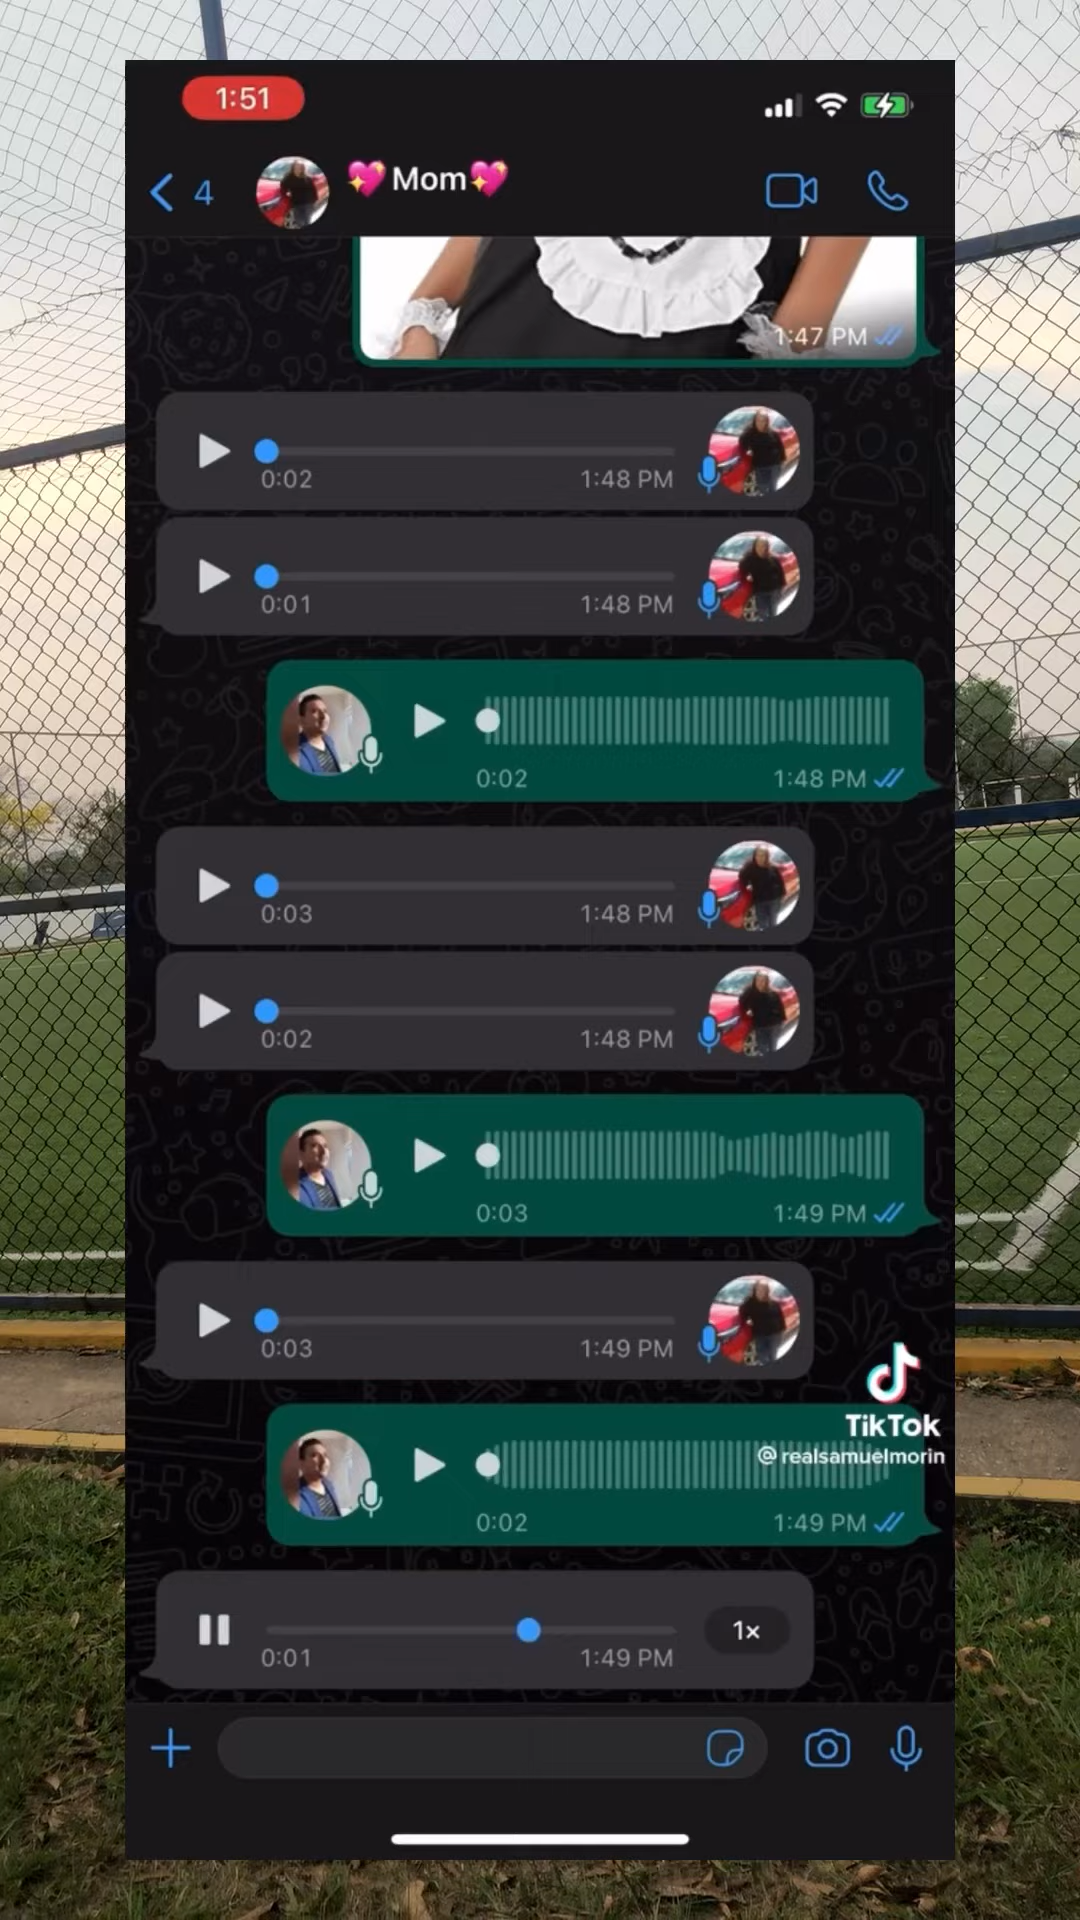 1:51
4
💖Mom💖
1:47 PM
0:02 1:48 PM
0:01 1:48 PM
0:02 1:48 PM
0:03 1:48 PM
0:02 1:48 PM
0:03 1:49 PM
0:03 1:49 PM
TikTok
@realsamuelmorin
0:02 1:49 PM
1x
0:01 1:49 PM